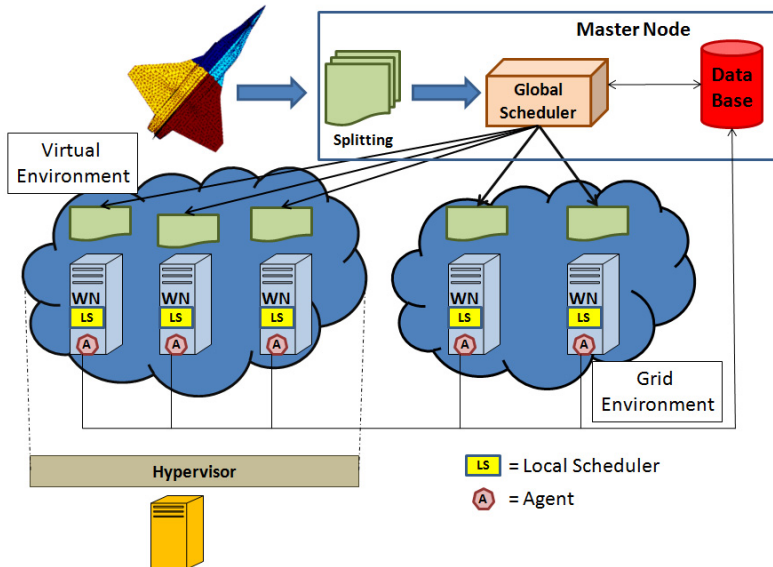 Master Node
Data
Base
Global
Scheduler
Splitting
Virtual
Environment
WN
LS
A
WN
LS
A
WN
LS
A
WN
LS
A
WN
LS
A
Grid
Environment
Hypervisor
LS = Local Scheduler
A = Agent